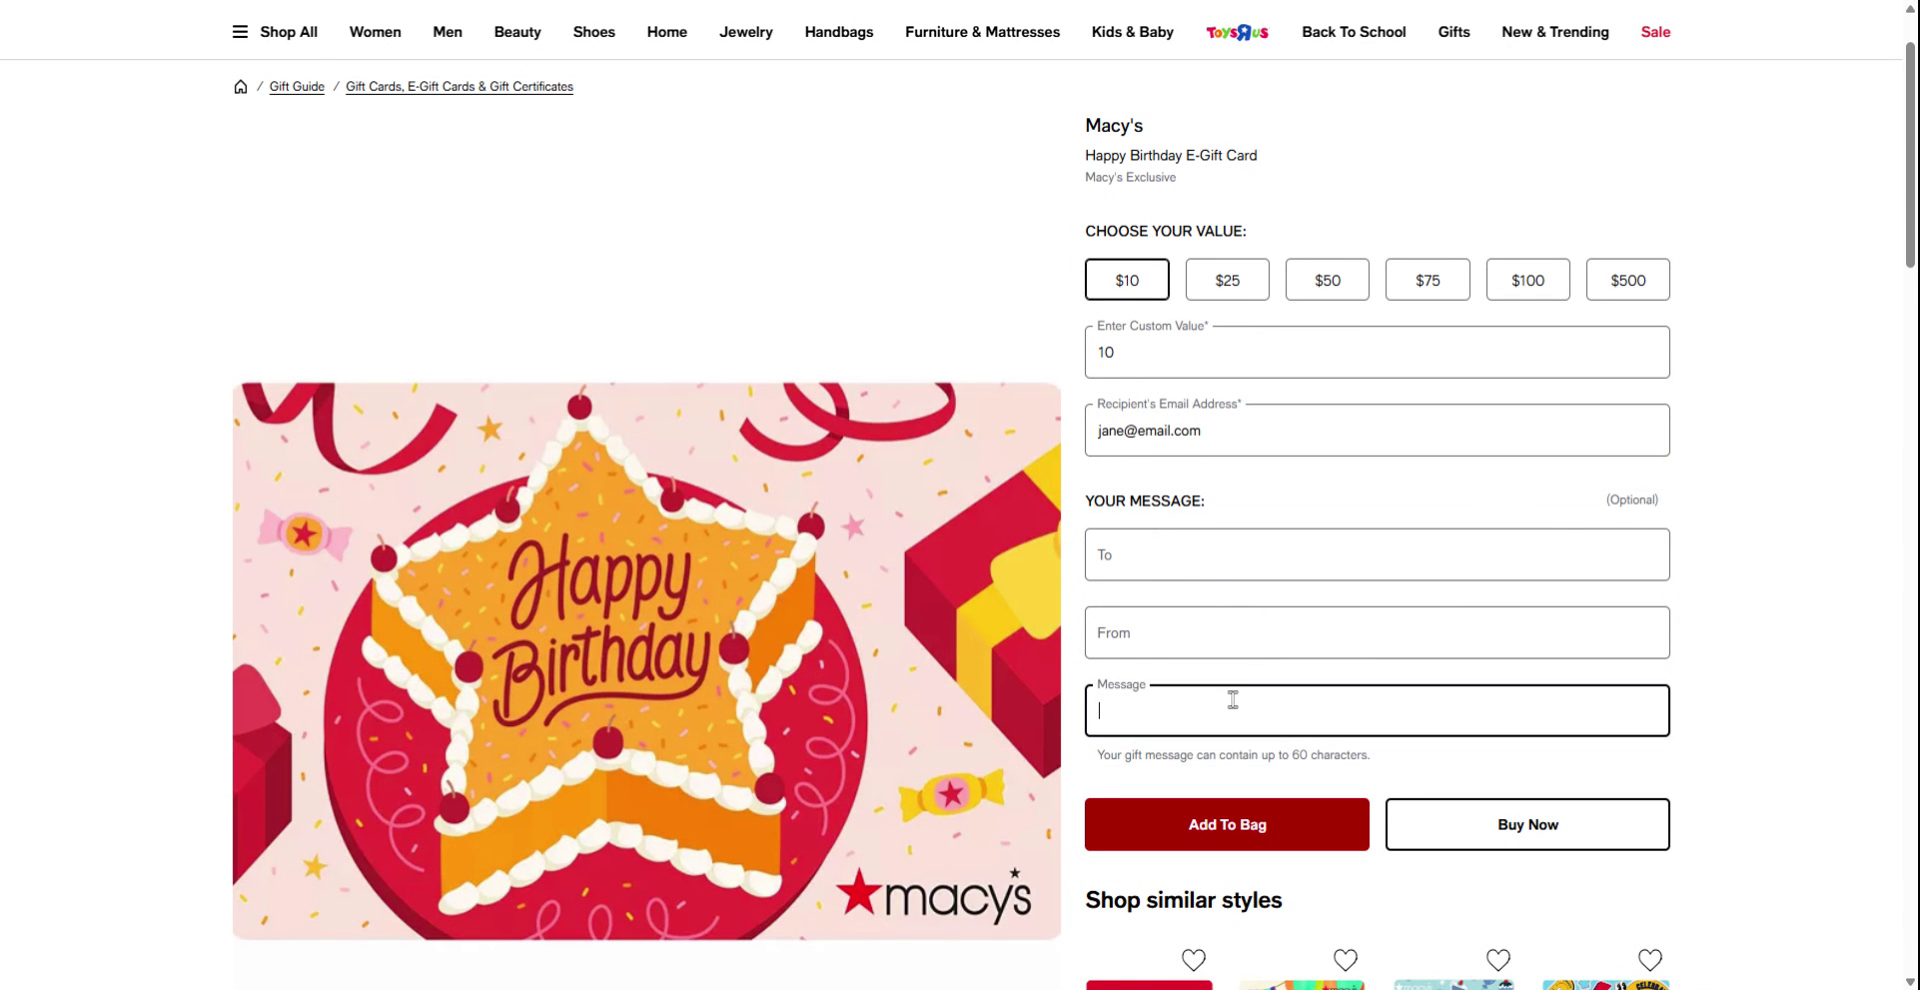 Shop All Women Men Beauty Shoes Home Jewelry Handbags Furniture & Mattresses Kids & Baby ToysRUs Back To School Gifts New & Trending Sale
/ Gift Guide / Gift Cards, E-Gift Cards & Gift Certificates
Macy's
Happy Birthday E-Gift Card
Macy's Exclusive
CHOOSE YOUR VALUE:
$10 $25 $50 $75 $100 $500
Enter Custom Value*
10
Recipient's Email Address*
jane@email.com
YOUR MESSAGE: (Optional)
To
From
Message
Your gift message can contain up to 60 characters.
Add To Bag Buy Now
Shop similar styles
Happy
Birthday
macy's